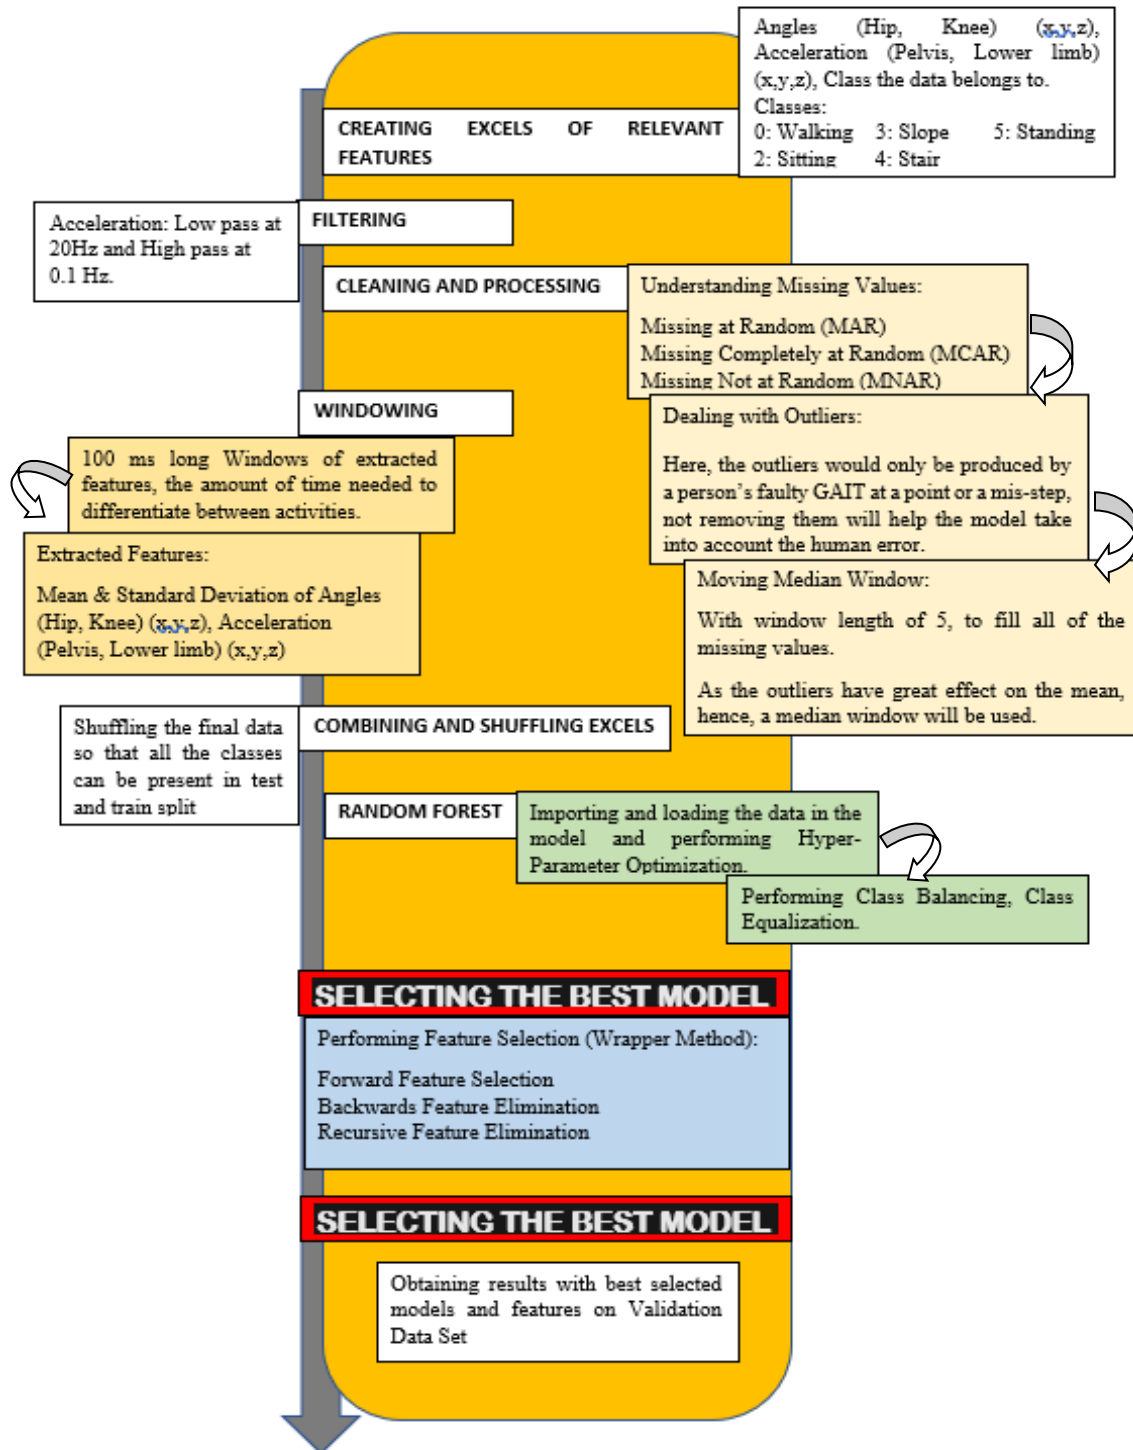 Angles (Hip, Knee) (x,y,z),
Acceleration (Pelvis, Lower limb)
(x,y,z), Class the data belongs to.
Classes:
0: Walking 3: Slope 5: Standing
2: Sitting 4: Stair
CREATING EXCELS OF RELEVANT
FEATURES
FILTERING
Acceleration: Low pass at
20Hz and High pass at
0.1 Hz.
CLEANING AND PROCESSING
Understanding Missing Values:
Missing at Random (MAR)
Missing Completely at Random (MCAR)
Missing Not at Random (MNAR)
Dealing with Outliers:
Here, the outliers would only be produced by
a person's faulty GAIT at a point or a mis-step,
not removing them will help the model take
into account the human error.
Moving Median Window:
With window length of 5, to fill all of the
missing values.
As the outliers have great effect on the mean,
hence, a median window will be used.
WINDOWING
100 ms long Windows of extracted
features, the amount of time needed to
differentiate between activities.
Extracted Features:
Mean & Standard Deviation of Angles
(Hip, Knee) (x,y,z), Acceleration
(Pelvis, Lower limb) (x,y,z)
COMBINING AND SHUFFLING EXCELS
Shuffling the final data
so that all the classes
can be present in test
and train split
RANDOM FOREST
Importing and loading the data in the
model and performing Hyper-
Parameter Optimization.
Performing Class Balancing, Class
Equalization.
SELECTING THE BEST MODEL
Performing Feature Selection (Wrapper Method):
Forward Feature Selection
Backwards Feature Elimination
Recursive Feature Elimination
SELECTING THE BEST MODEL
Obtaining results with best selected
models and features on Validation
Data Set